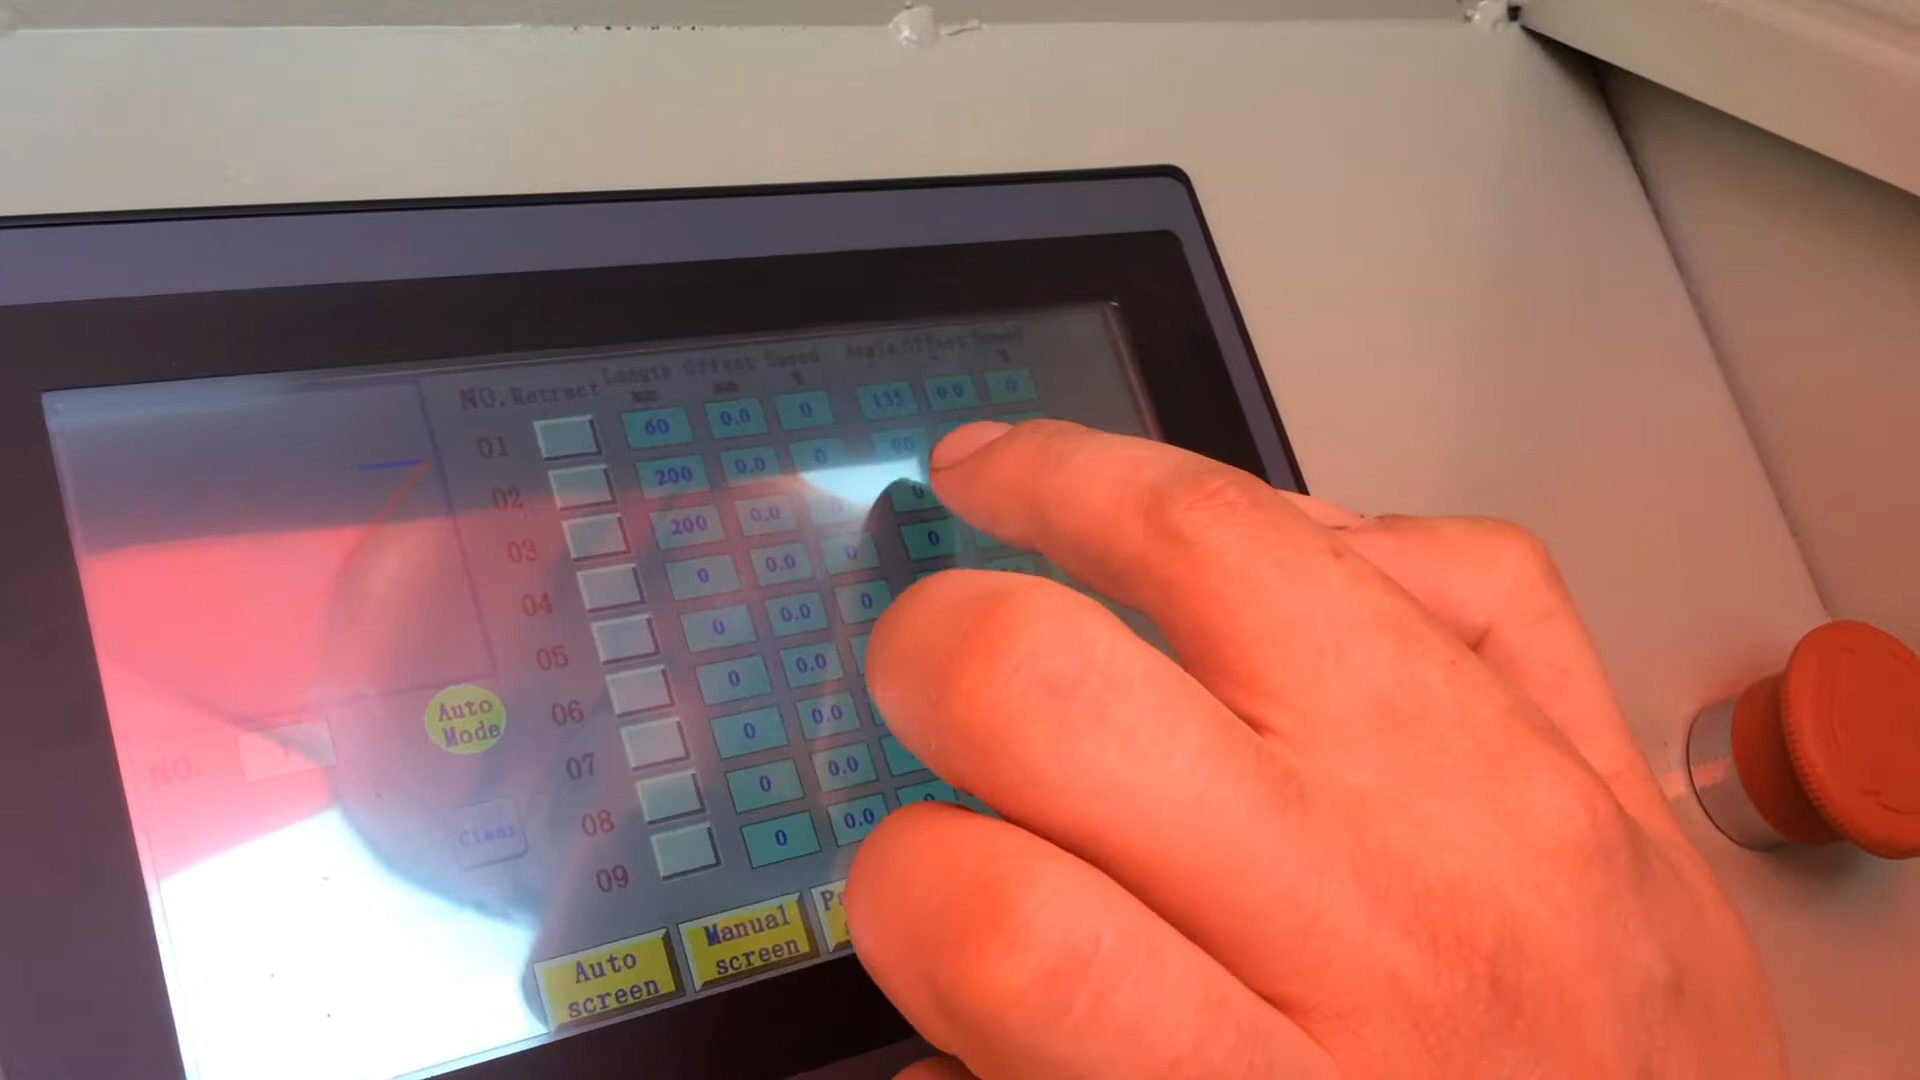 NO. Retract Length Offset Speed Angle Offset Speed
mm mm % %
01 60 0.0 0 135 0.0 0
02 200 0.0 0 90
03 200 0.0 0
04 0 0.0 0 0
05 0 0.0 0
06 0 0.0
07 0 0.0
08 0 0.0
09 0 0.0
Auto
Mode
NO.
Clear
Auto
screen
Manual
screen